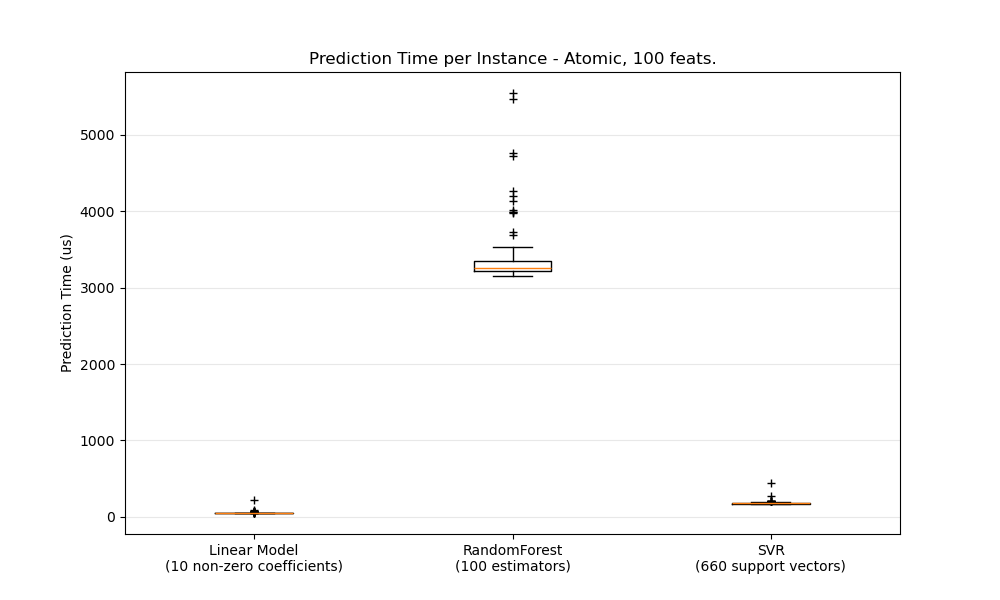 Prediction Time per Instance - Atomic, 100 feats.
Prediction Time (us)
5000
4000
3000
2000
1000
0
Linear Model
(10 non-zero coefficients)
RandomForest
(100 estimators)
SVR
(660 support vectors)